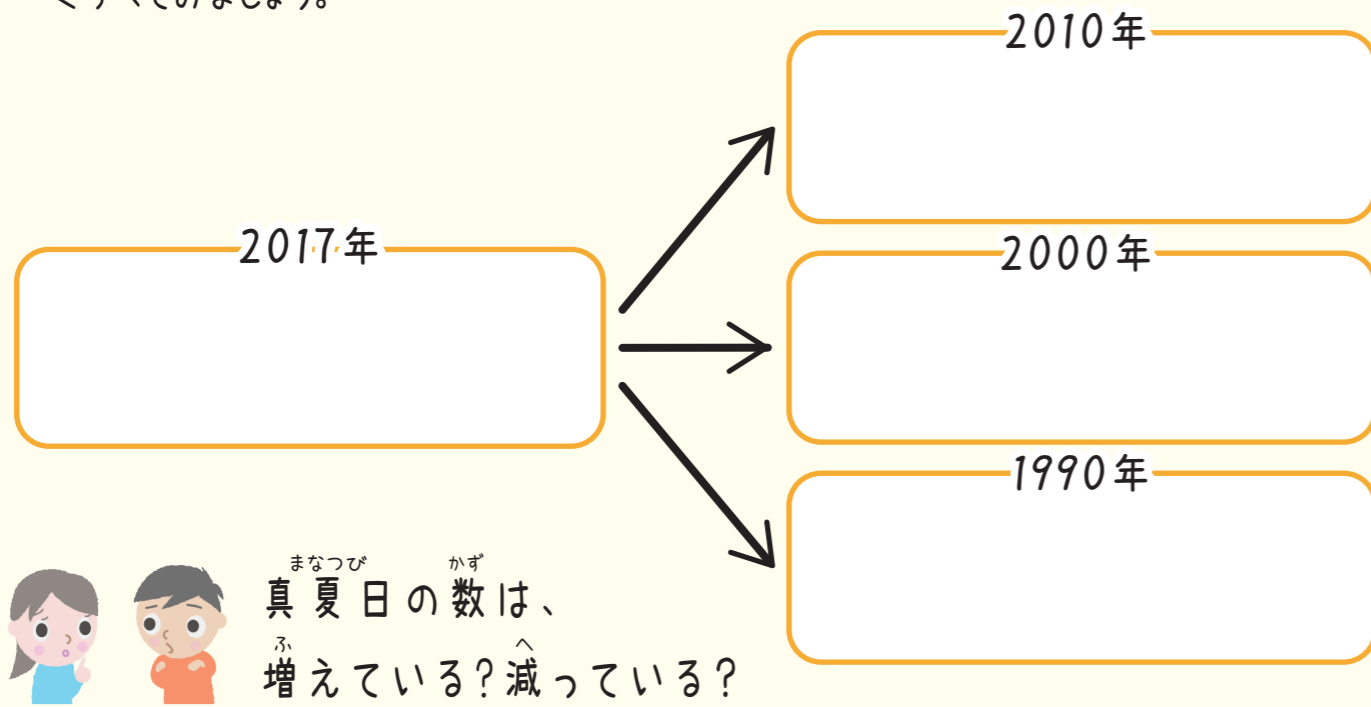 2010年
2017年
2000年
1990年
まなつび かず
真夏日の数は、
ふ へ
増えている?減っている?